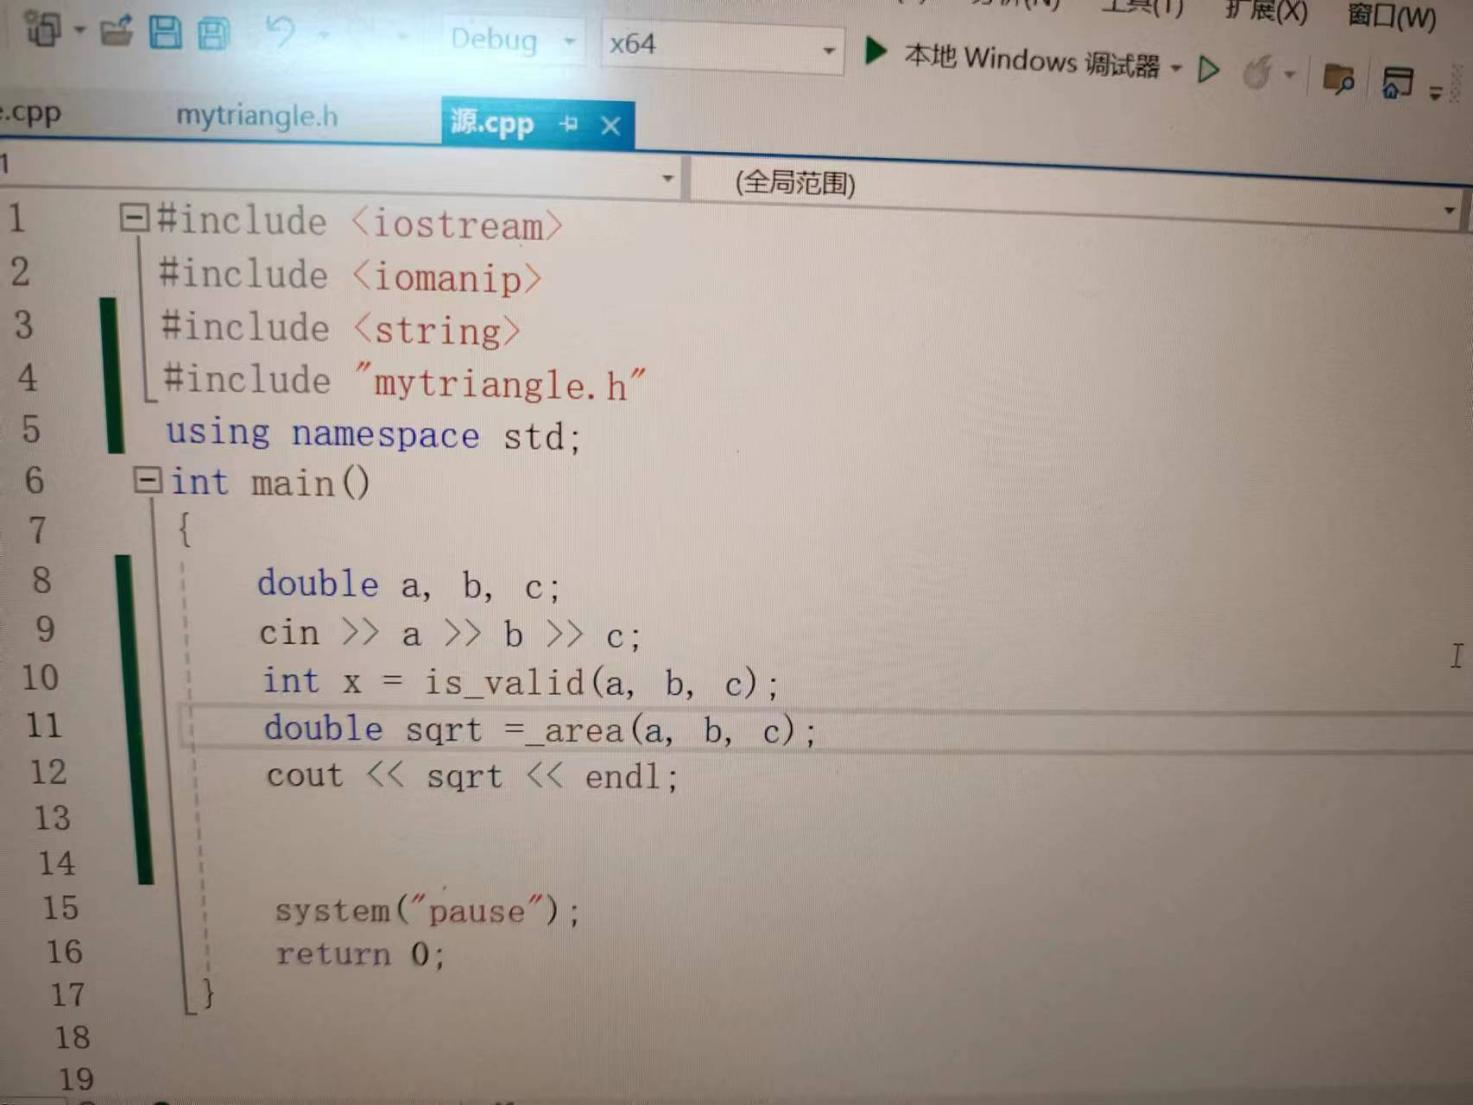 工具(T) 扩展(X) 窗口(W)
Debug x64 本地 Windows 调试器
.cpp mytriangle.h 源.cpp
(全局范围)
1 #include <iostream>
2 #include <iomanip>
3 #include <string>
4 #include "mytriangle.h"
5 using namespace std;
6 int main()
7 {
8 double a, b, c;
9 cin >> a >> b >> c;
10 int x = is_valid(a, b, c);
11 double sqrt =_area(a, b, c);
12 cout << sqrt << endl;
13
14
15 system("pause");
16 return 0;
17 }
18
19